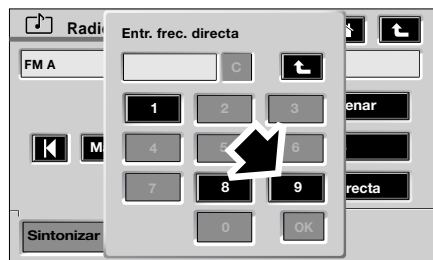 Radi
Entr. frec. directa
FM A
C
1 2 3
enar
M
4 5 6
7 8 9
recta
Sintonizar
0 OK